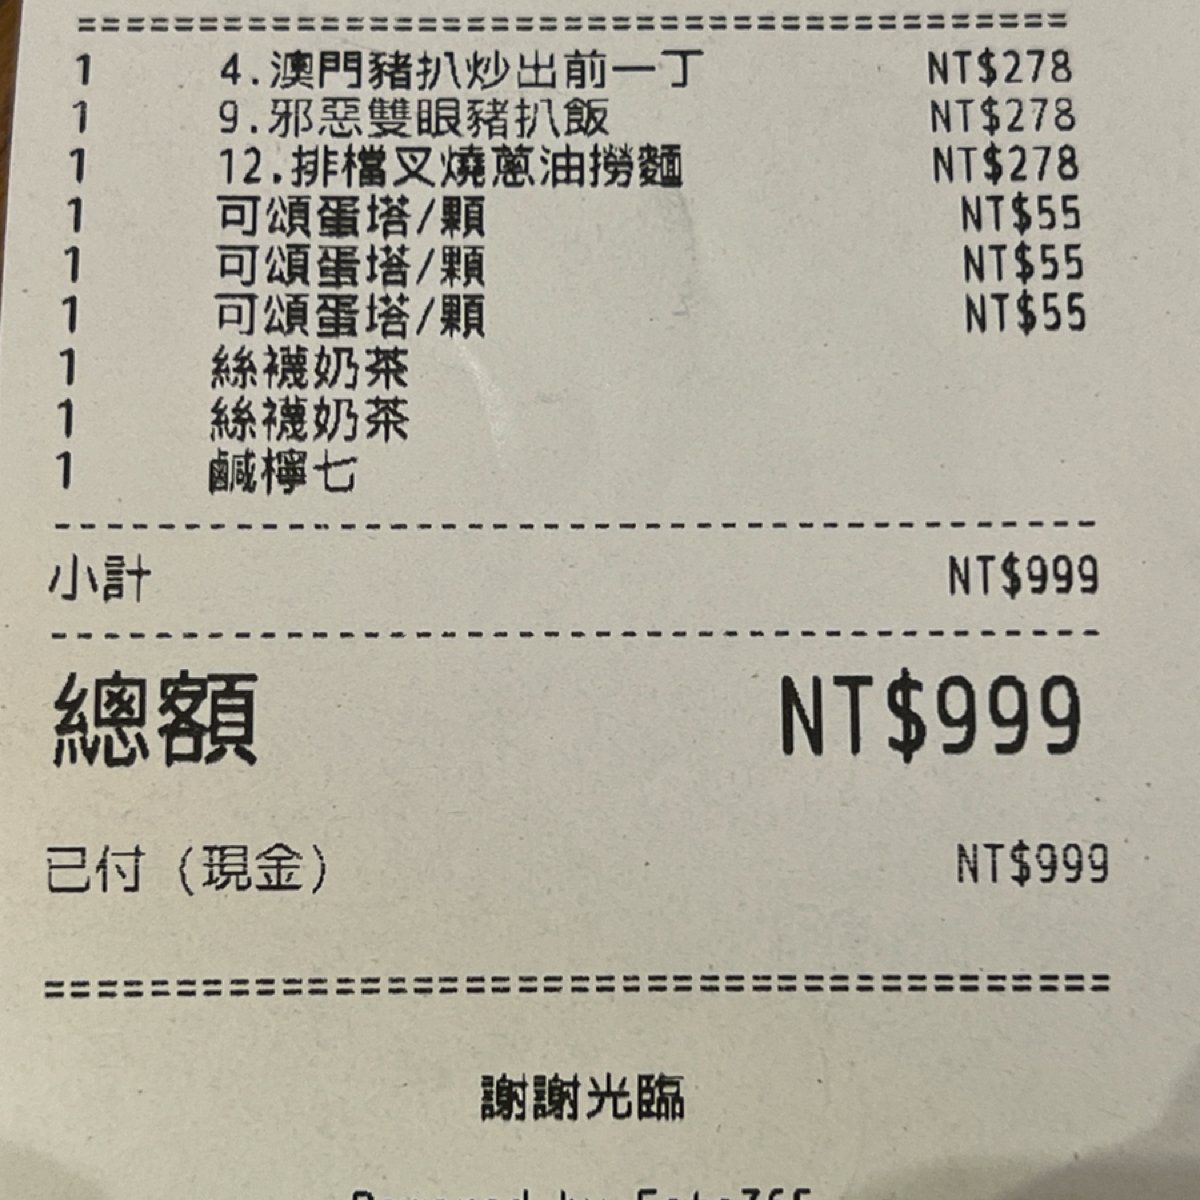 ========================================
1 4.澳門豬扒炒出前一丁 NT$278
1 9.邪惡雙眼豬扒飯 NT$278
1 12.排檔叉燒蔥油撈麵 NT$278
1 可頌蛋塔/顆 NT$55
1 可頌蛋塔/顆 NT$55
1 可頌蛋塔/顆 NT$55
1 絲襪奶茶
1 絲襪奶茶
1 鹹檸七
----------------------------------------
小計 NT$999
----------------------------------------
總額 NT$999
已付 (現金) NT$999
========================================
謝謝光臨
Powered by